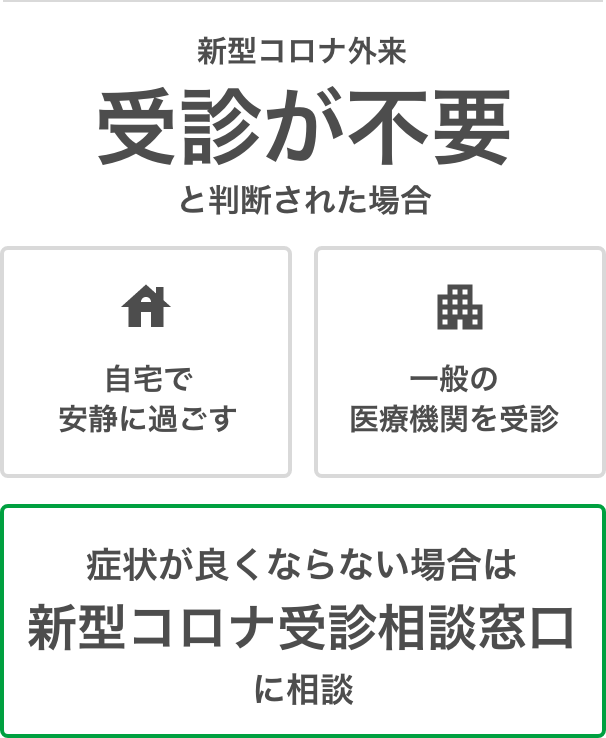 新型コロナ外来
受診が不要
と判断された場合
自宅で
安静に過ごす
一般の
医療機関を受診
症状が良くならない場合は
新型コロナ受診相談窓口
に相談